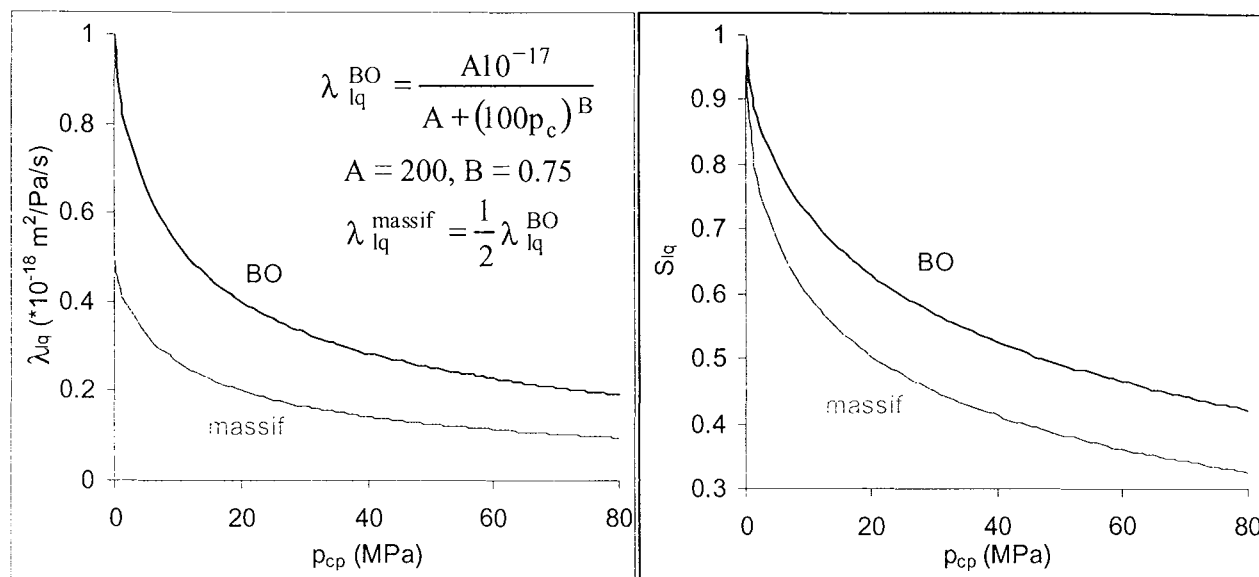 1
0.8
0.6
0.4
0.2
0
λlq (*10⁻¹⁸ m²/Pa/s)
λ_lq^BO = A10⁻¹⁷ / (A + (100p_c)^B)
A = 200, B = 0.75
λ_lq^massif = 1/2 λ_lq^BO
BO
massif
0 20 40 60 80
p_cp (MPa)
1
0.9
0.8
0.7
0.6
0.5
0.4
0.3
S_lq
BO
massif
0 20 40 60 80
p_cp (MPa)